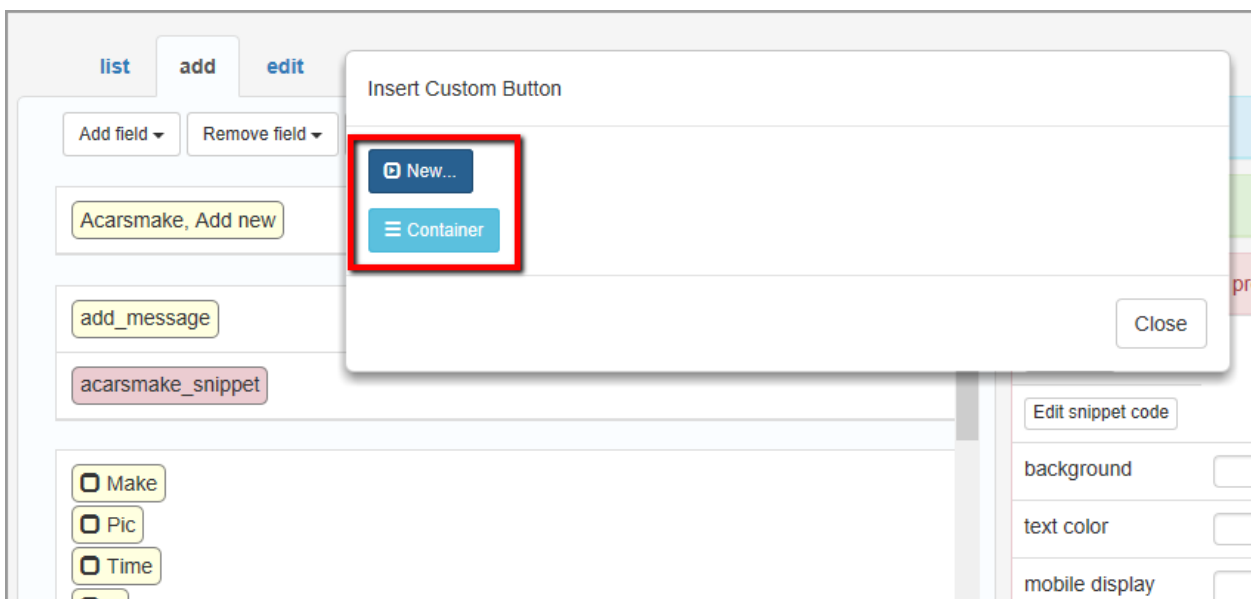 list add edit
Insert Custom Button
Add field Remove field
New...
Container
Acarsmake, Add new
add_message
Close
acarsmake_snippet
Edit snippet code
Make
background
Pic
text color
Time
mobile display